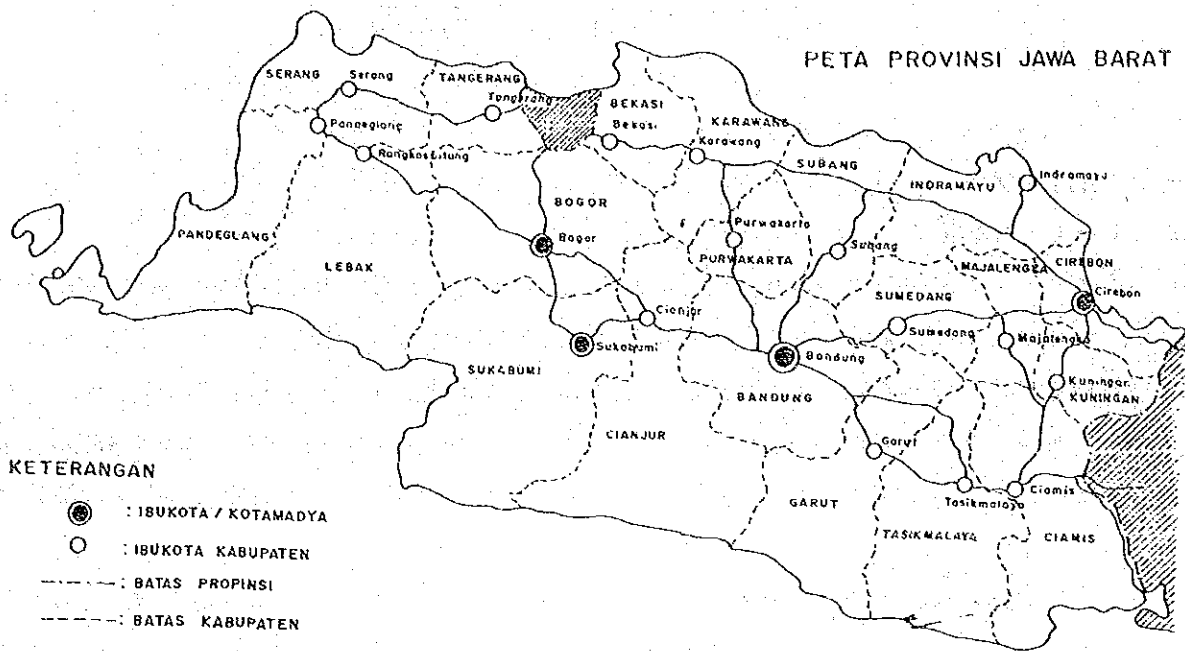 PETA PROVINSI JAWA BARAT
SERANG
Serang
TANGERANG
Tangerang
BEKASI
Bekasi
KARAWANG
Karawang
SUBANG
Pandeglang
Rangkasbitung
INDRAMAYU
Indramayu
BOGOR
Bogor
Purwakarta
PURWAKARTA
Subang
PANDEGLANG
LEBAK
MAJALENGKA
CIREBON
Cirebon
SUMEDANG
Cianjur
Sukabumi
Bandung
Sumedang
Majalengka
SUKABUMI
BANDUNG
Kuningan
KUNINGAN
CIANJUR
Garut
GARUT
Tasikmalaya
Ciamis
TASIKMALAYA
CIAMIS
KETERANGAN
: IBUKOTA / KOTAMADYA
: IBUKOTA KABUPATEN
: BATAS PROPINSI
: BATAS KABUPATEN